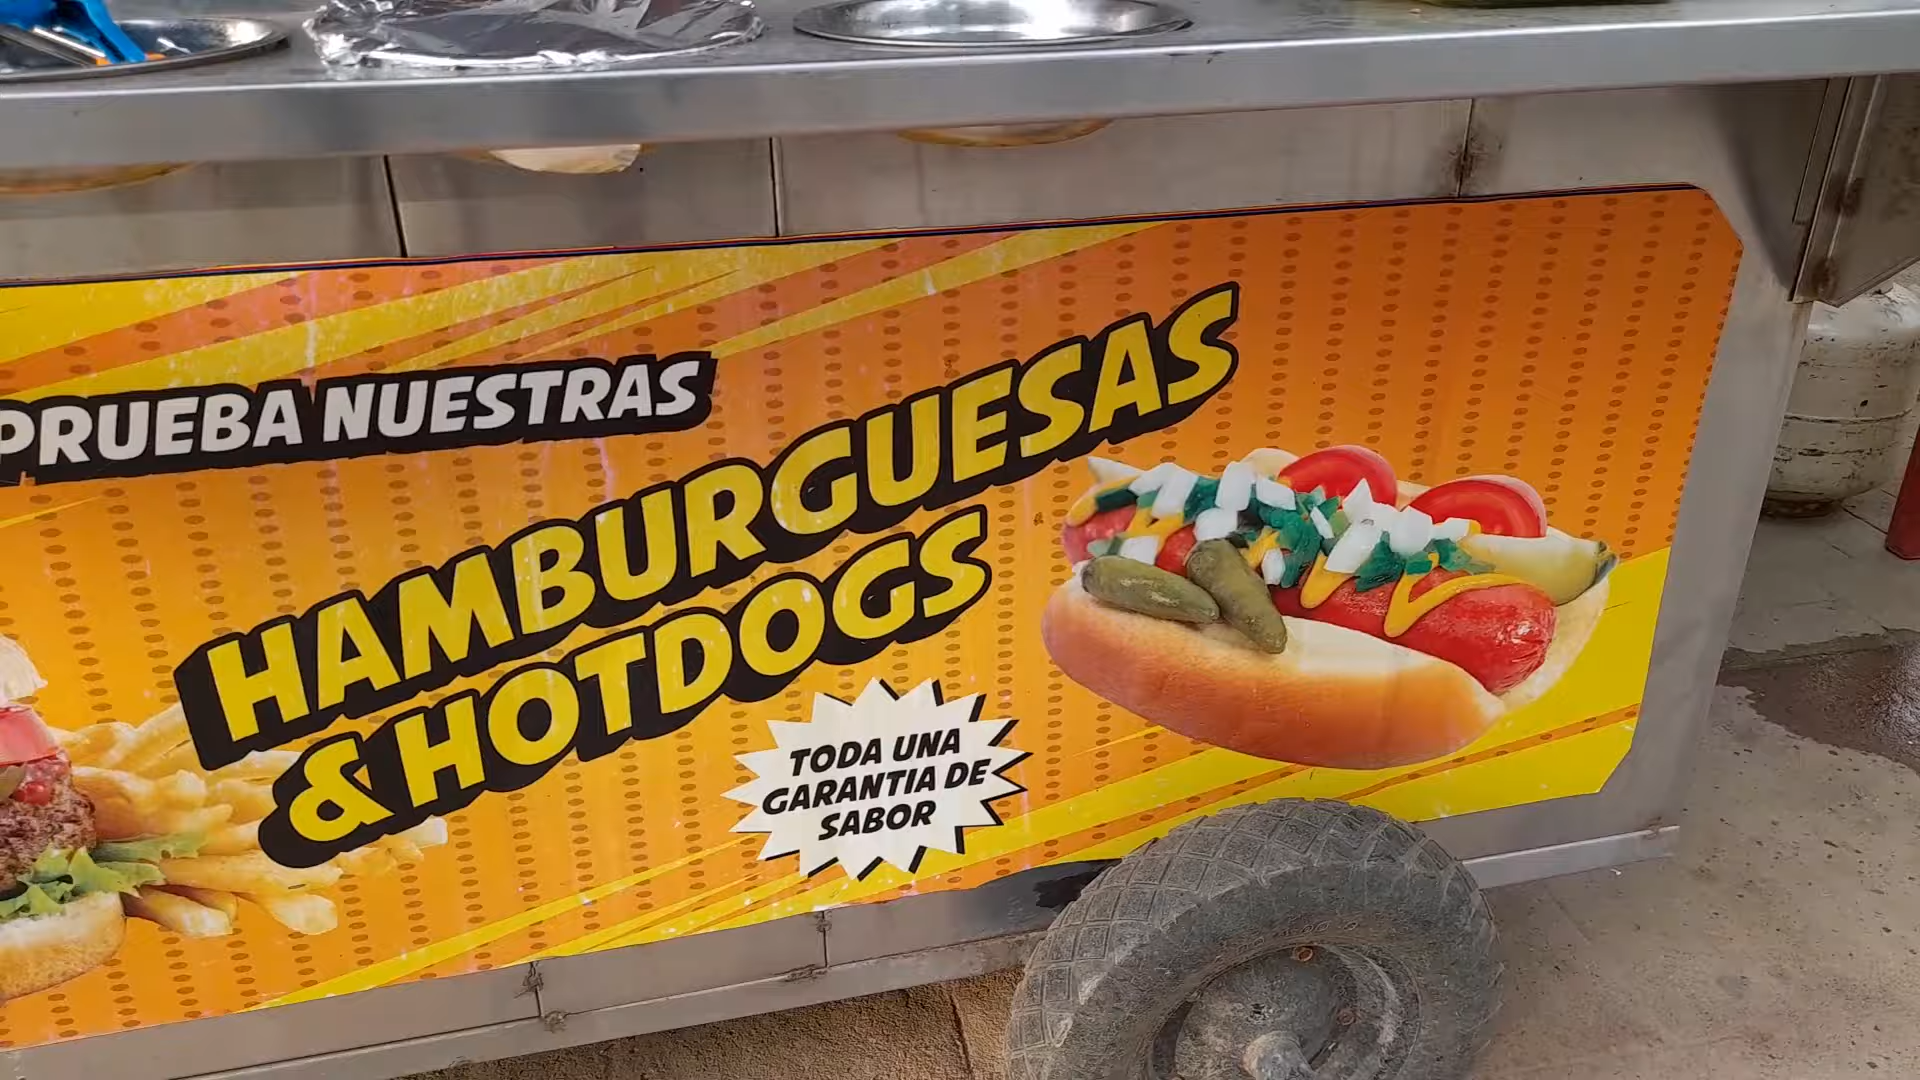 PRUEBA NUESTRAS
HAMBURGUESAS
& HOTDOGS
TODA UNA
GARANTIA DE
SABOR